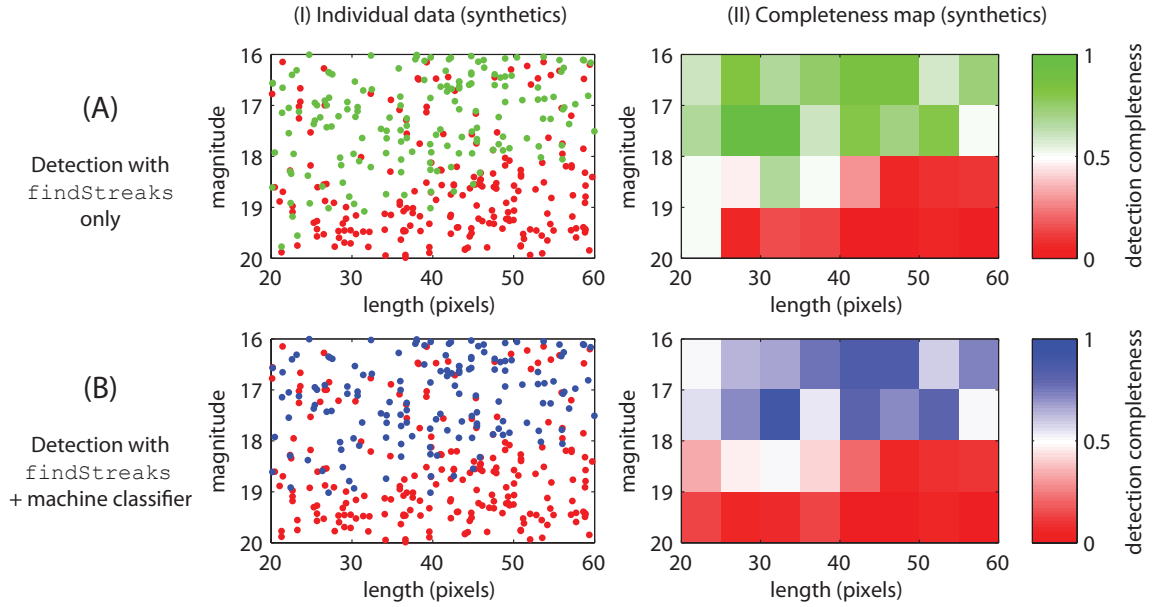 (I) Individual data (synthetics)
(II) Completeness map (synthetics)
(A)
Detection with
findStreaks
only
magnitude
16
17
18
19
20
20 30 40 50 60
length (pixels)
magnitude
16
17
18
19
20
20 30 40 50 60
length (pixels)
1
0.5
0
detection completeness
(B)
Detection with
findStreaks
+ machine classifier
magnitude
16
17
18
19
20
20 30 40 50 60
length (pixels)
magnitude
16
17
18
19
20
20 30 40 50 60
length (pixels)
1
0.5
0
detection completeness